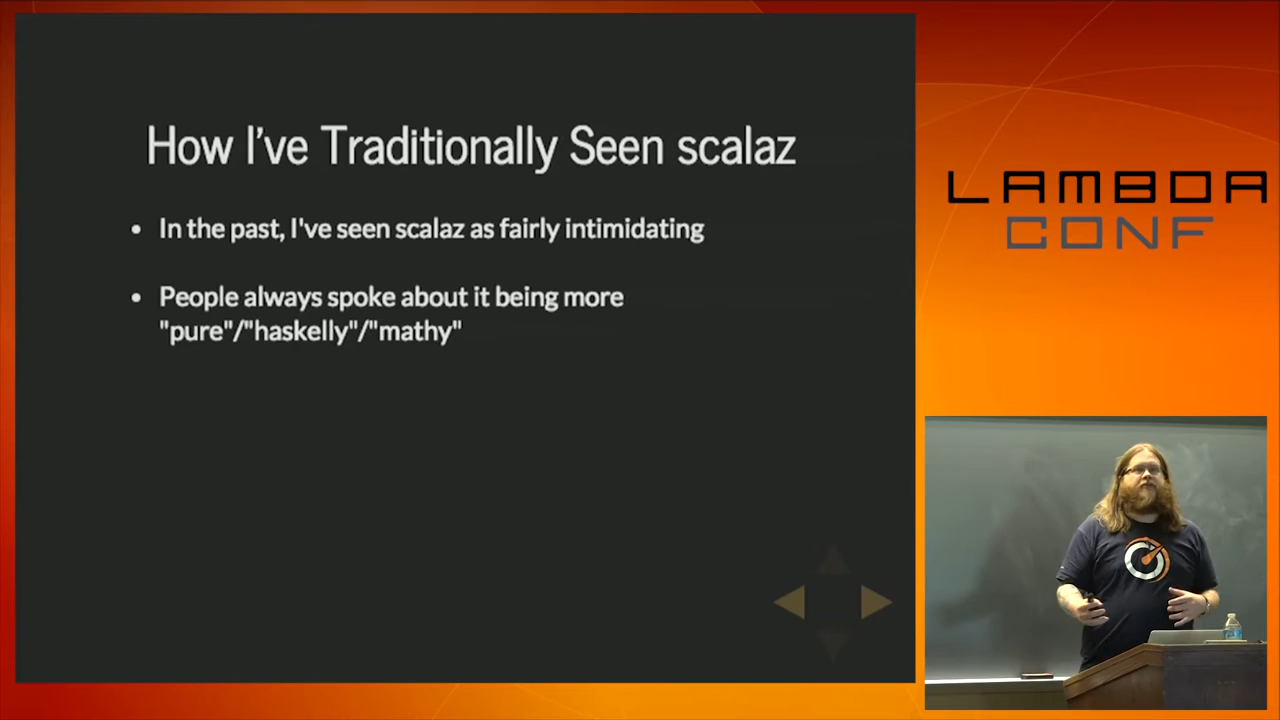 How I've Traditionally Seen scalaz
In the past, I've seen scalaz as fairly intimidating
People always spoke about it being more
"pure"/"haskelly"/"mathy"
LAMBDA
CONF